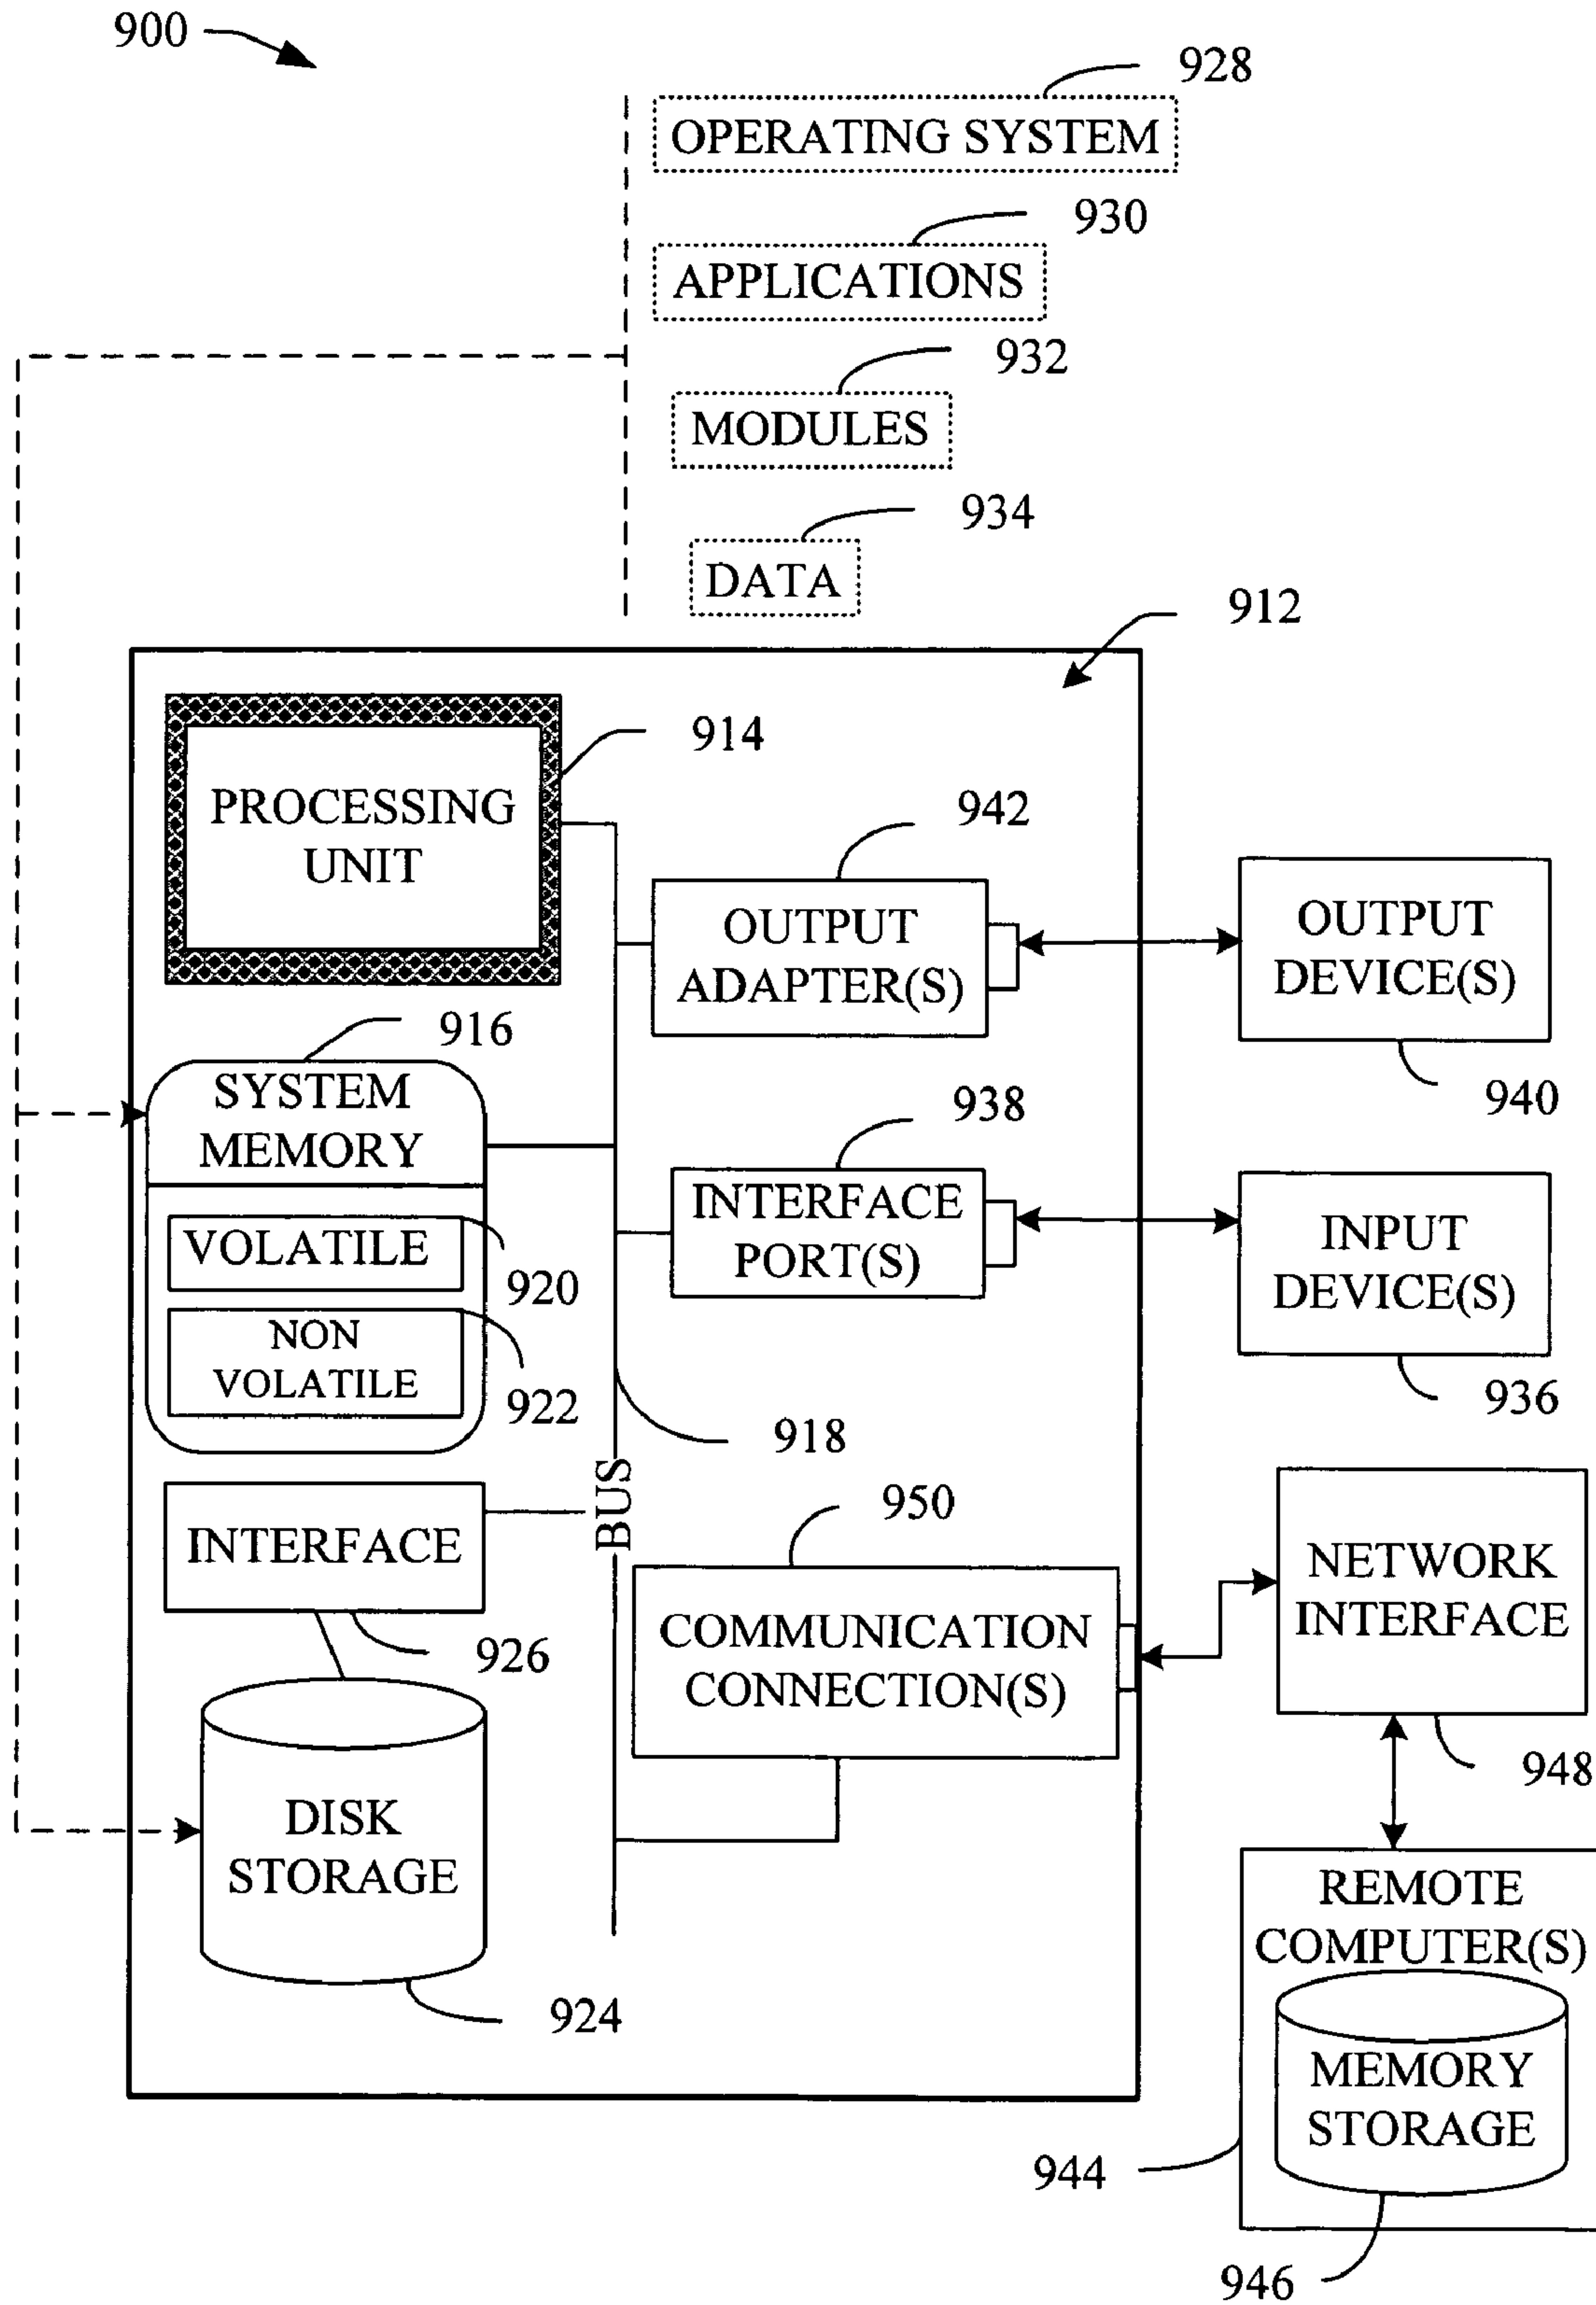 900
928
OPERATING SYSTEM
930
APPLICATIONS
932
MODULES
934
DATA
912
914
PROCESSING
UNIT
942
OUTPUT
ADAPTER(S)
OUTPUT
DEVICE(S)
940
916
SYSTEM
MEMORY
938
INTERFACE
PORT(S)
INPUT
DEVICE(S)
936
VOLATILE
920
NON
VOLATILE
922
918
BUS
INTERFACE
926
950
COMMUNICATION
CONNECTION(S)
NETWORK
INTERFACE
948
DISK
STORAGE
924
REMOTE
COMPUTER(S)
MEMORY
STORAGE
944
946